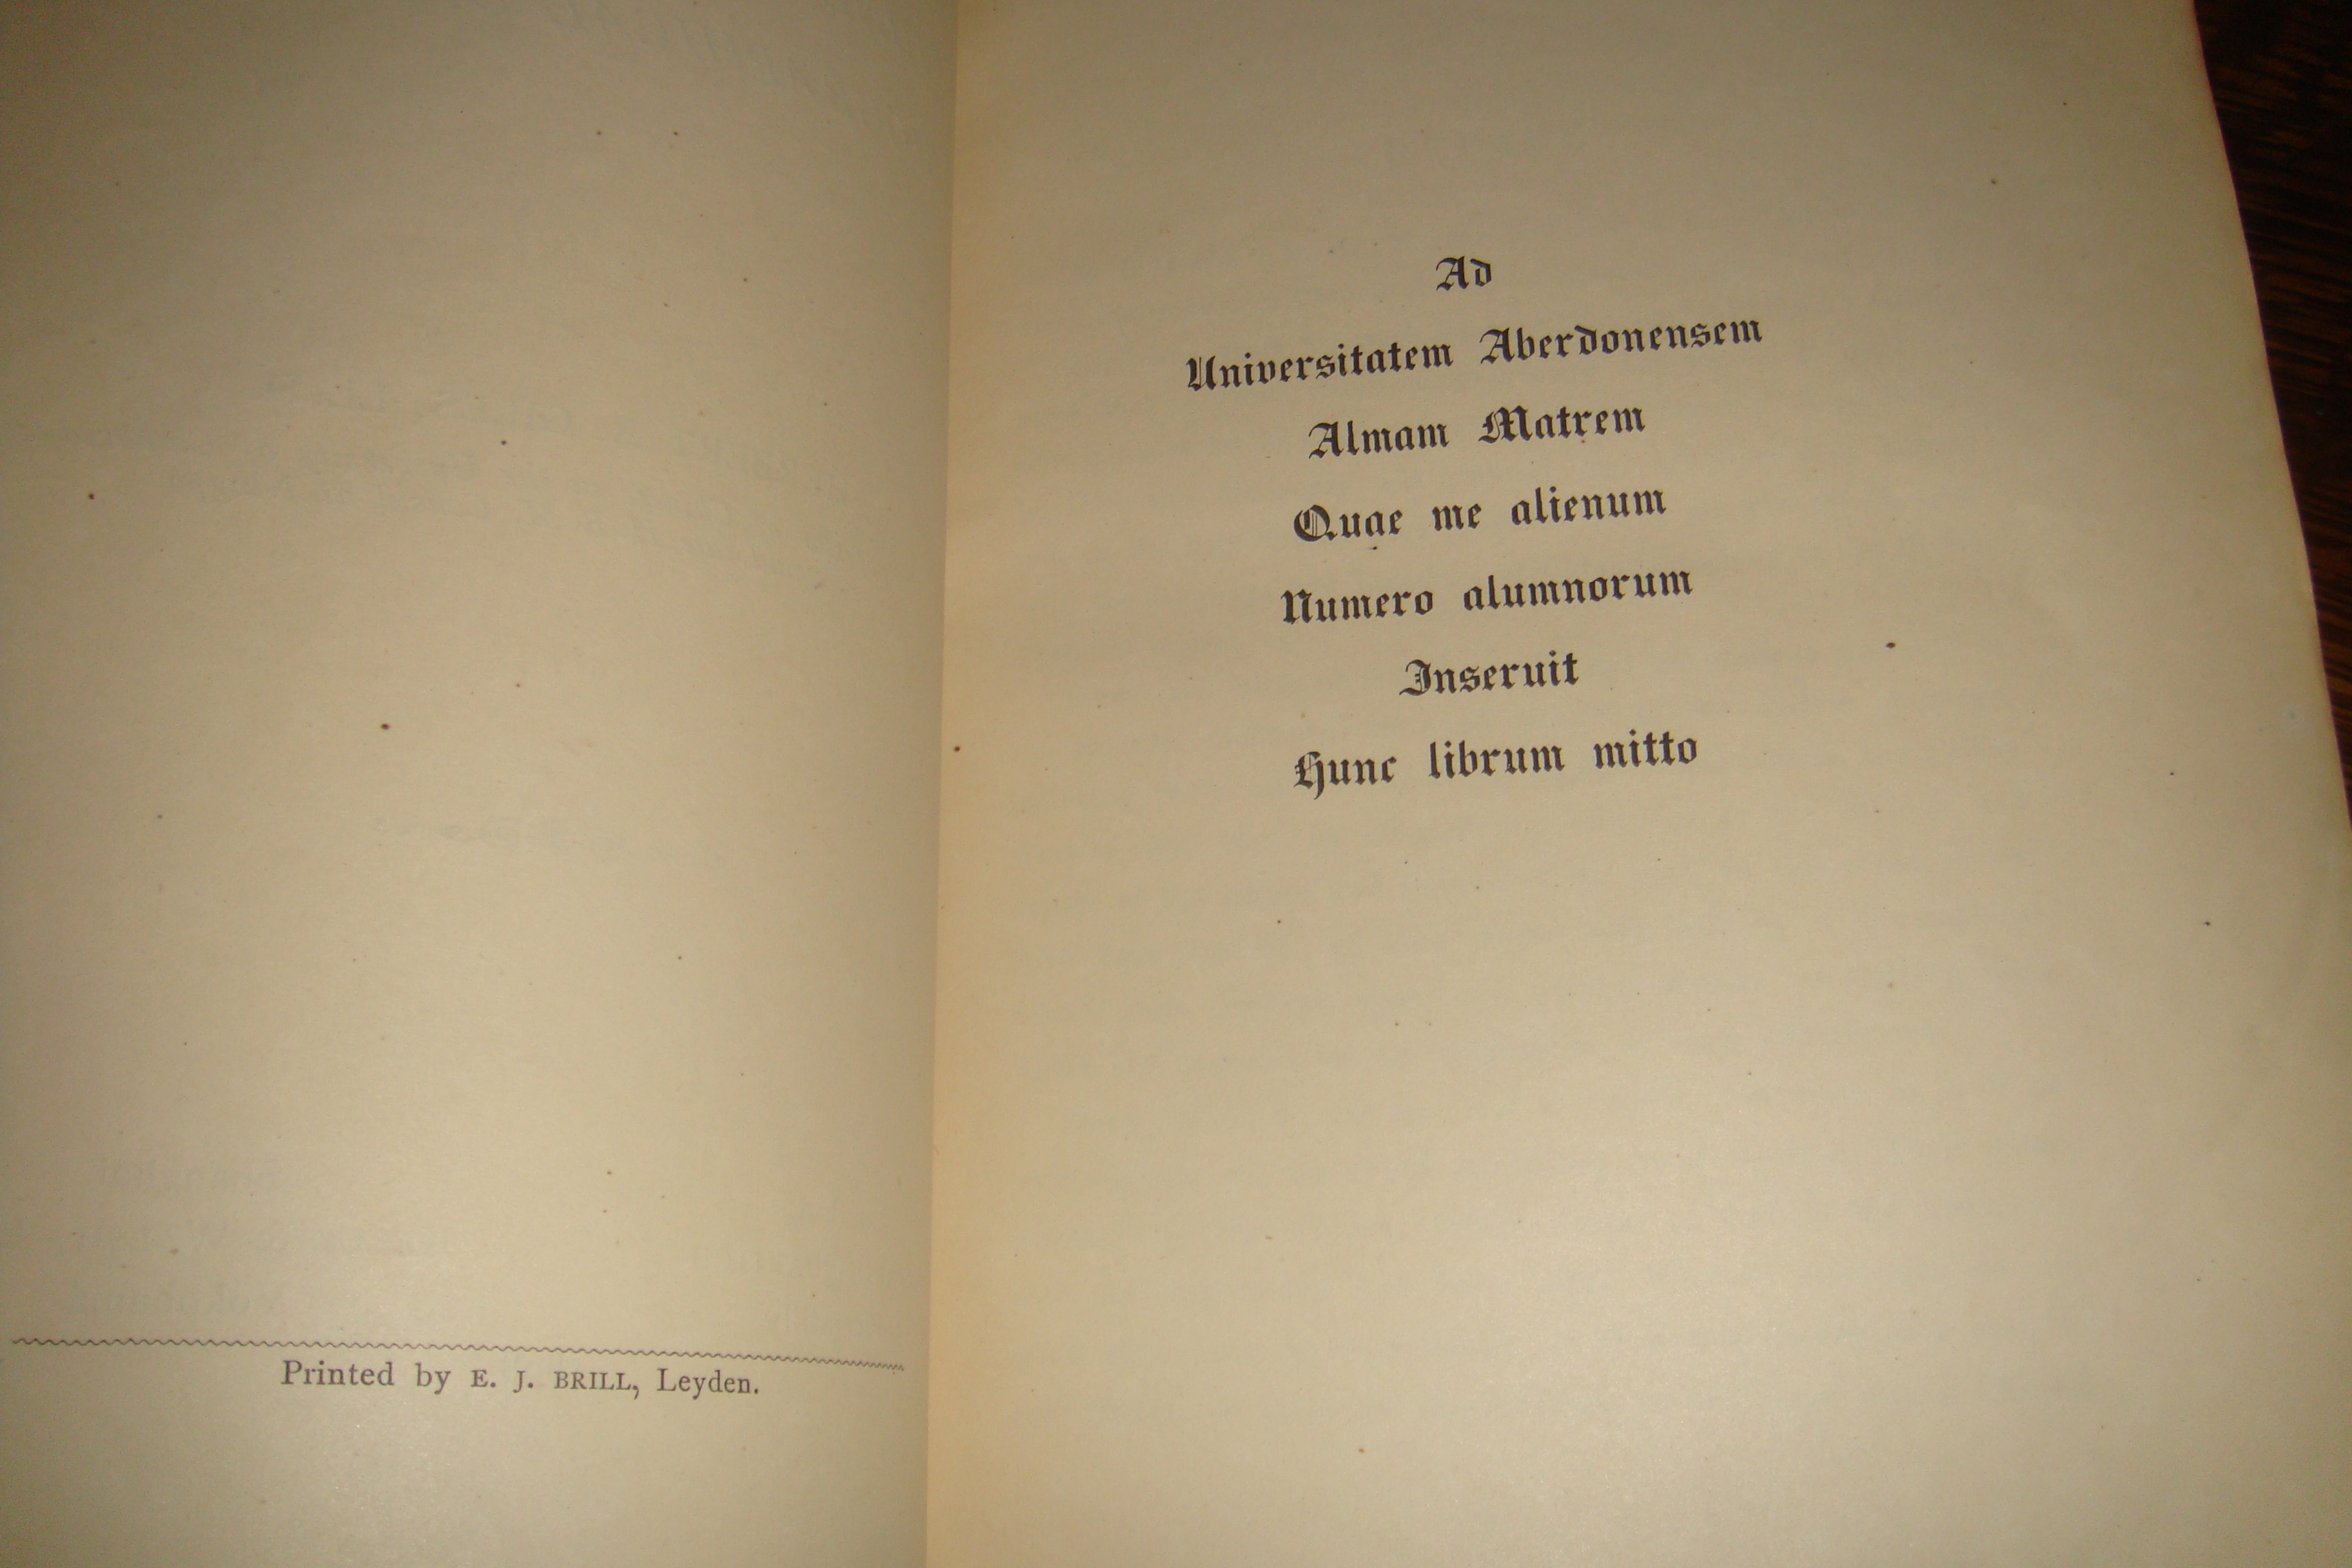 Printed by E. J. BRILL, Leyden.
Ad
Universitatem Aberdonensem
Almam Matrem
Quae me alienum
Numero alumnorum
Inseruit
Hunc librum mitto